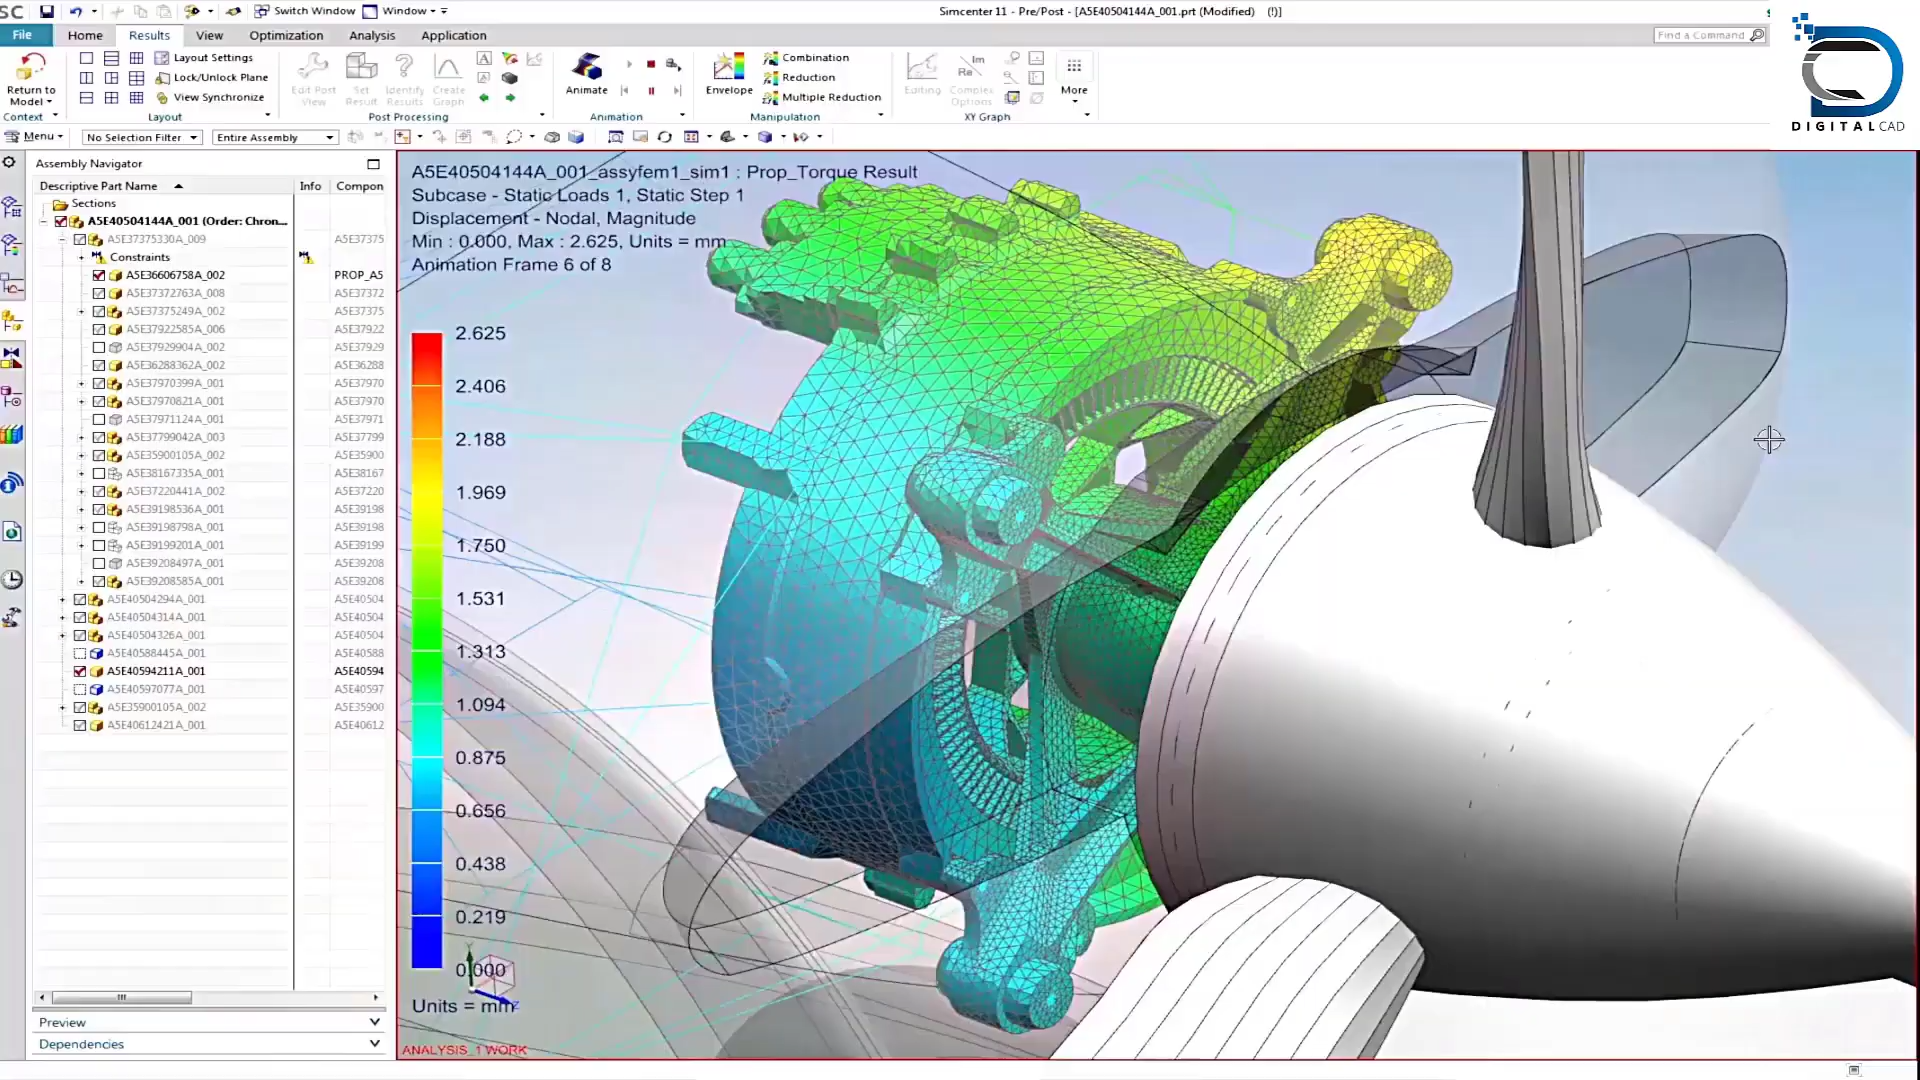 SC
Switch Window
Window
Simcenter 11 - Pre/Post - [A5E40504144A_001.prt (Modified) (!)]
File
Home
Results
View
Optimization
Analysis
Application
Find a Command
Return to Model
Layout Settings
Lock/Unlock Plane
View Synchronize
Edit Post View
Set Result
Identify Results
Create Graph
Animate
Envelope
Combination
Reduction
Multiple Reduction
Editing
Complex Options
More
Context
Layout
Post Processing
Animation
Manipulation
XY Graph
DIGITALCAD
Menu
No Selection Filter
Entire Assembly
Assembly Navigator
Descriptive Part Name
Info
Compon
Sections
A5E40504144A_001 (Order: Chron...
A5E37375330A_009 A5E37375
Constraints
A5E36606758A_002 PROP_A5
A5E37372763A_008 A5E37372
A5E37375249A_002 A5E37375
A5E37922585A_006 A5E37922
A5E37929904A_002 A5E37929
A5E36288362A_002 A5E36288
A5E37970399A_001 A5E37970
A5E37970821A_001 A5E37970
A5E37971124A_001 A5E37971
A5E37799042A_003 A5E37799
A5E35900105A_002 A5E35900
A5E38167335A_001 A5E38167
A5E37220441A_002 A5E37220
A5E39198536A_001 A5E39198
A5E39198798A_001 A5E39198
A5E39199201A_001 A5E39199
A5E39208497A_001 A5E39208
A5E39208585A_001 A5E39208
A5E40504294A_001 A5E40504
A5E40504314A_001 A5E40504
A5E40504326A_001 A5E40504
A5E40588445A_001 A5E40588
A5E40594211A_001 A5E40594
A5E40597077A_001 A5E40597
A5E35900105A_002 A5E35900
A5E40612421A_001 A5E40612
Preview
Dependencies
A5E40504144A_001_assyfem1_sim1 : Prop_Torque Result
Subcase - Static Loads 1, Static Step 1
Displacement - Nodal, Magnitude
Min : 0.000, Max : 2.625, Units = mm
Animation Frame 6 of 8
2.625
2.406
2.188
1.969
1.750
1.531
1.313
1.094
0.875
0.656
0.438
0.219
0.000
Units = mm
ANALYSIS_1 WORK